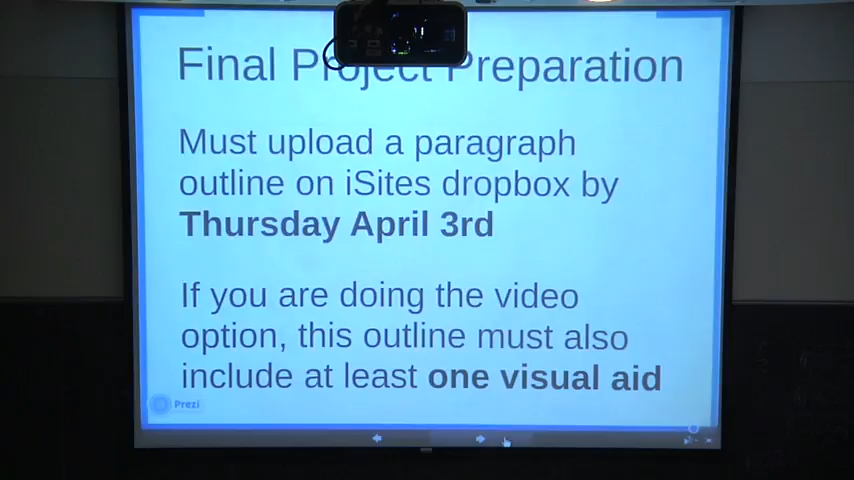 Final Project Preparation
Must upload a paragraph
outline on iSites dropbox by
Thursday April 3rd
If you are doing the video
option, this outline must also
include at least one visual aid
Prezi